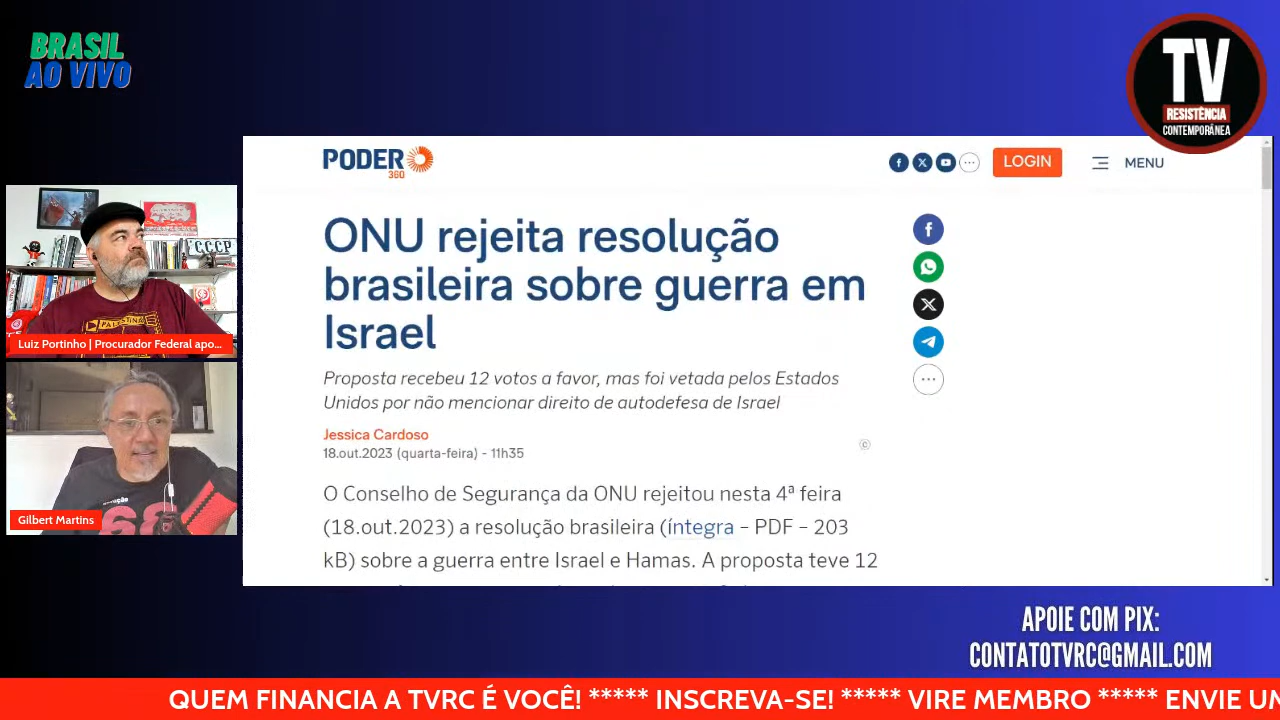 BRASIL
AO VIVO
TV
RESISTÊNCIA
CONTEMPORÂNEA
PODER
360
LOGIN
MENU
ONU rejeita resolução
brasileira sobre guerra em
Israel
Proposta recebeu 12 votos a favor, mas foi vetada pelos Estados
Unidos por não mencionar direito de autodefesa de Israel
Jessica Cardoso
18.out.2023 (quarta-feira) - 11h35
O Conselho de Segurança da ONU rejeitou nesta 4ª feira
(18.out.2023) a resolução brasileira (íntegra – PDF – 203
kB) sobre a guerra entre Israel e Hamas. A proposta teve 12
CCCP
PALESTINA
Luiz Portinho | Procurador Federal apo...
68
Gilbert Martins
APOIE COM PIX:
CONTATOTVRC@GMAIL.COM
QUEM FINANCIA A TVRC É VOCÊ! ***** INSCREVA-SE! ***** VIRE MEMBRO ***** ENVIE UM